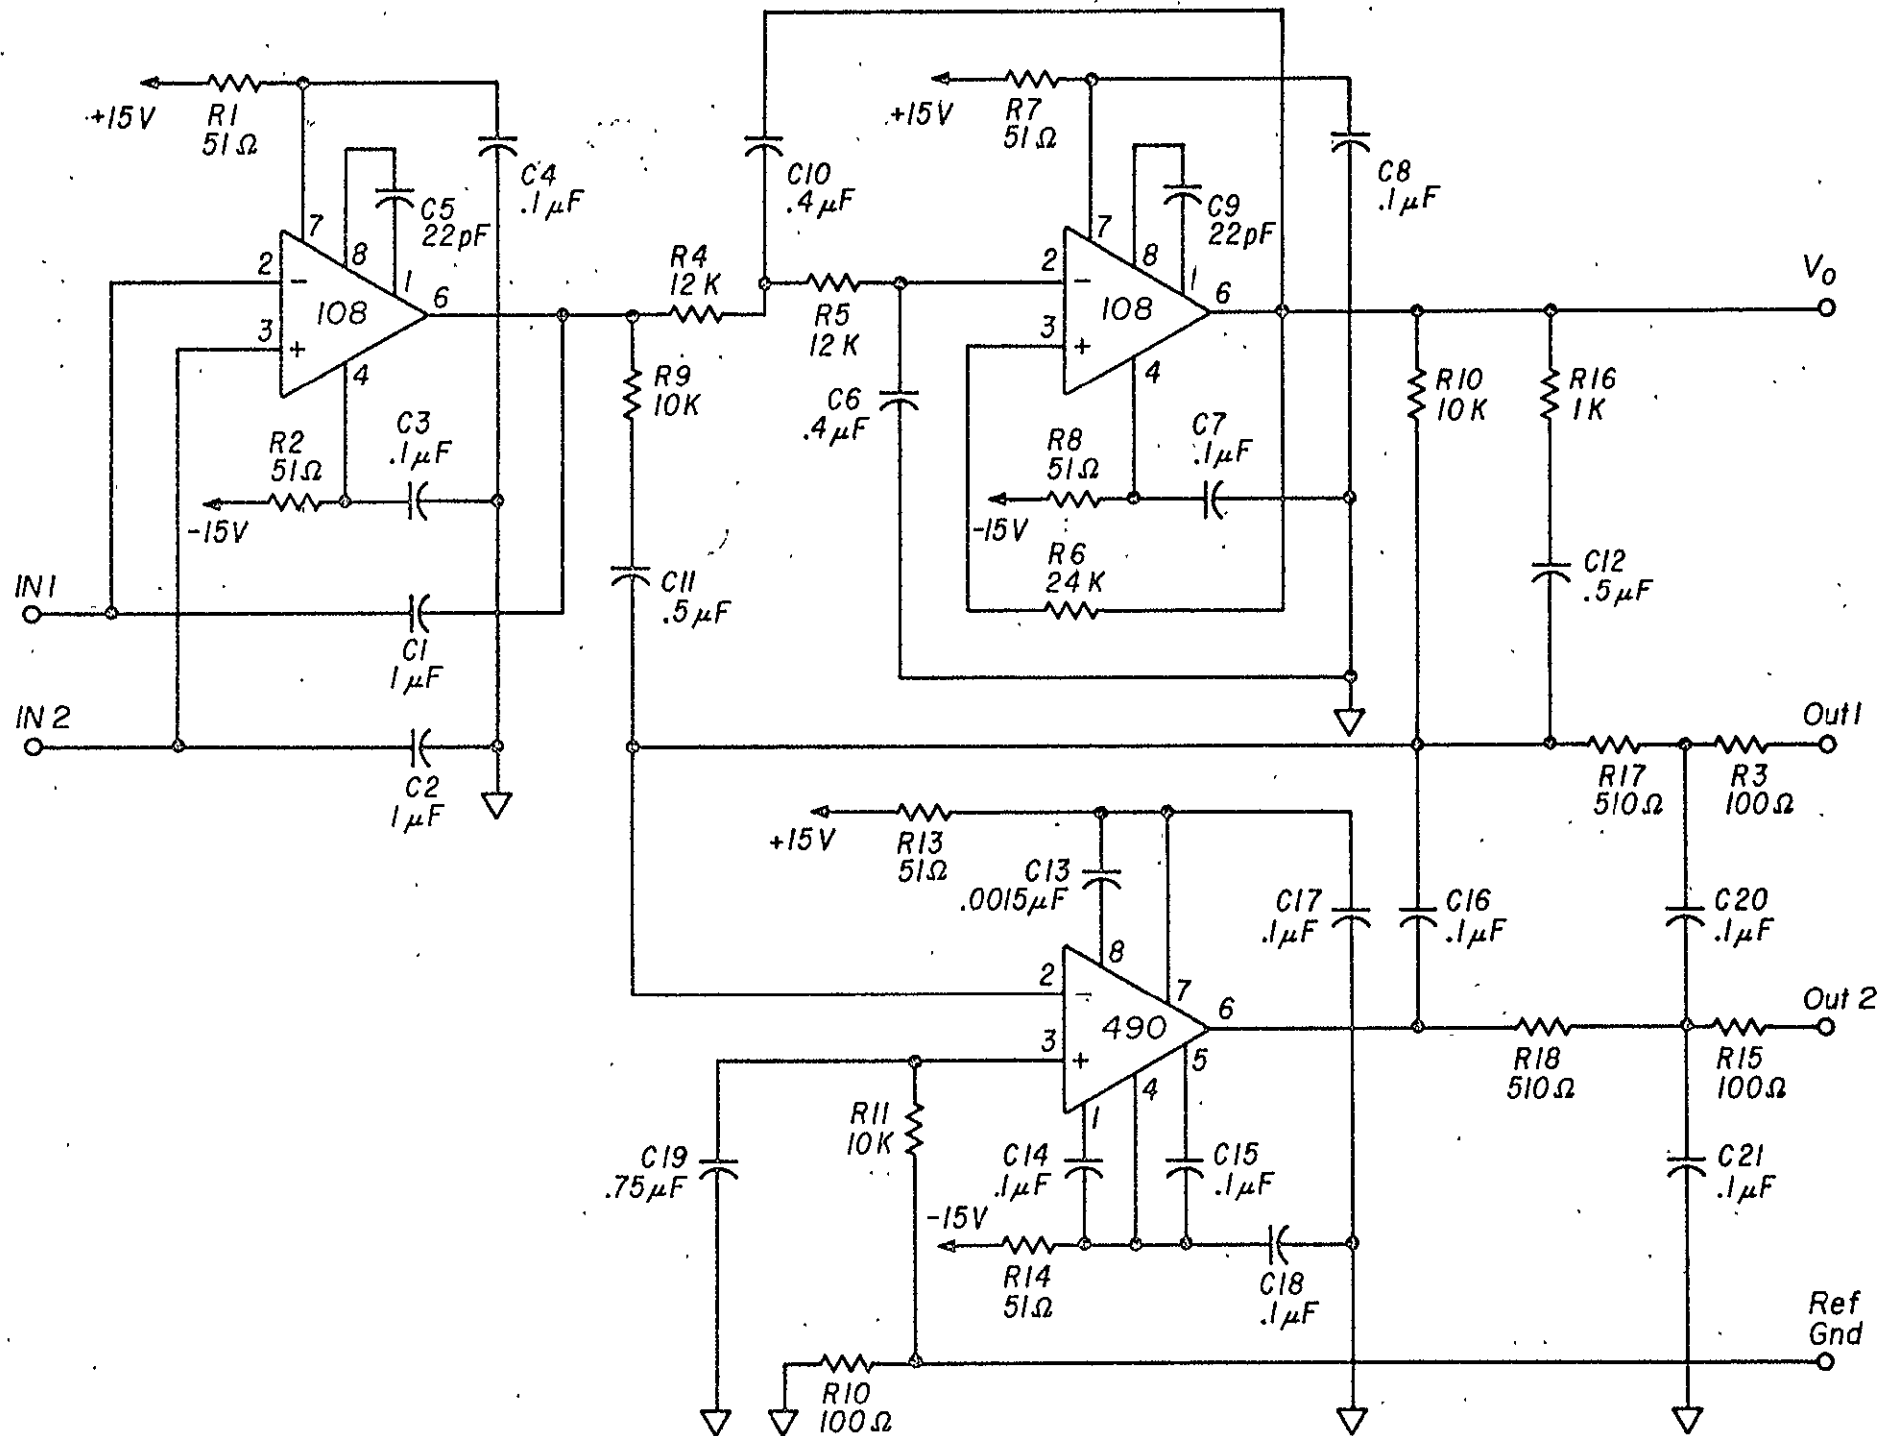 +15V
R1
51Ω
C4
.1μF
C5
22pF
7
8
1
2
3
4
6
-
+
108
R2
51Ω
C3
.1μF
-15V
IN1
C1
1μF
IN 2
C2
1μF
R4
12 K
R9
10K
C11
.5μF
C10
.4μF
R5
12 K
C6
.4μF
+15V
R7
51Ω
C8
.1μF
C9
22pF
7
8
1
2
3
4
6
-
+
108
R8
51Ω
C7
.1μF
-15V
R6
24 K
Vo
R10
10K
R16
1K
C12
.5μF
Out1
R17
510Ω
R3
100Ω
+15V
R13
51Ω
C13
.0015μF
C17
.1μF
C16
.1μF
C20
.1μF
2
3
8
7
6
5
4
1
-
+
490
Out 2
R18
510Ω
R15
100Ω
C19
.75μF
R11
10K
C14
.1μF
C15
.1μF
C21
.1μF
-15V
R14
51Ω
C18
.1μF
Ref
Gnd
R10
100Ω